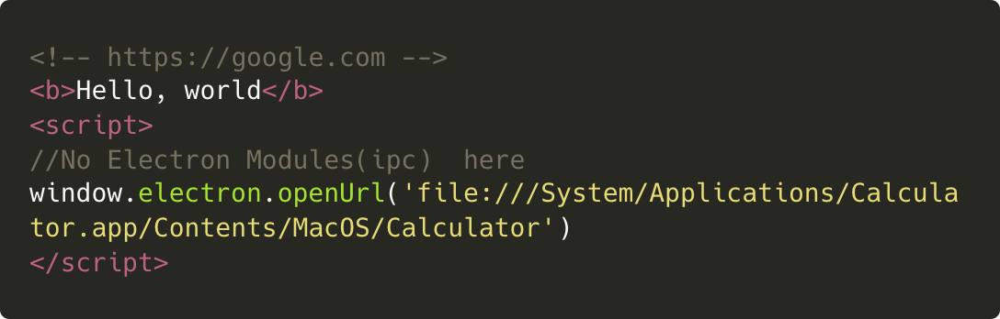 <!-- https://google.com -->
<b>Hello, world</b>
<script>
//No Electron Modules(ipc)  here
window.electron.openUrl('file:///System/Applications/Calcula
tor.app/Contents/MacOS/Calculator')
</script>